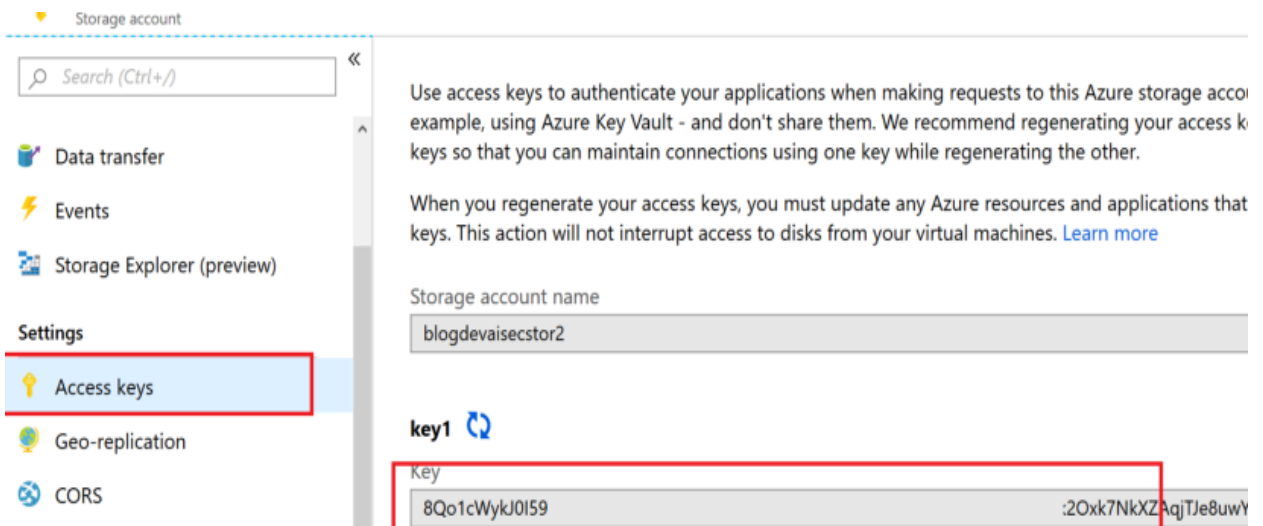 Storage account
Search (Ctrl+/)
Data transfer
Events
Storage Explorer (preview)
Settings
Access keys
Geo-replication
CORS
Use access keys to authenticate your applications when making requests to this Azure storage acco
example, using Azure Key Vault - and don't share them. We recommend regenerating your access k
keys so that you can maintain connections using one key while regenerating the other.
When you regenerate your access keys, you must update any Azure resources and applications that
keys. This action will not interrupt access to disks from your virtual machines. Learn more
Storage account name
blogdevaisecstor2
key1
Key
8Qo1cWykJ0I59 :2Oxk7NkXZAqjTJe8uwY